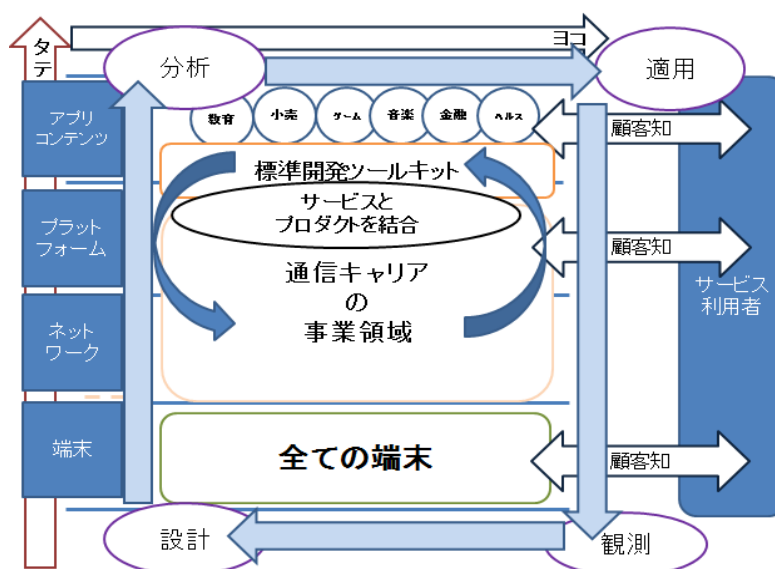 タテ
ヨコ
分析
適用
アプリ
コンテンツ
教育
小売
ゲーム
音楽
金融
ヘルス
顧客知
標準開発ツールキット
サービスと
プロダクトを結合
プラット
フォーム
顧客知
通信キャリア
の
事業領域
サービス
利用者
ネット
ワーク
端末
全ての端末
顧客知
設計
観測